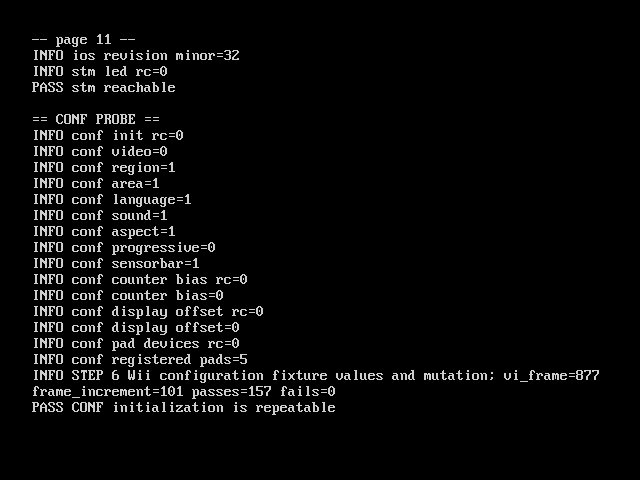 -- page 11 --
INFO ios revision minor=32
INFO stm led rc=0
PASS stm reachable
== CONF PROBE ==
INFO conf init rc=0
INFO conf video=0
INFO conf region=1
INFO conf area=1
INFO conf language=1
INFO conf sound=1
INFO conf aspect=1
INFO conf progressive=0
INFO conf sensorbar=1
INFO conf counter bias rc=0
INFO conf counter bias=0
INFO conf display offset rc=0
INFO conf display offset=0
INFO conf pad devices rc=0
INFO conf registered pads=5
INFO STEP 6 Wii configuration fixture values and mutation; vi_frame=877
frame_increment=101 passes=157 fails=0
PASS CONF initialization is repeatable